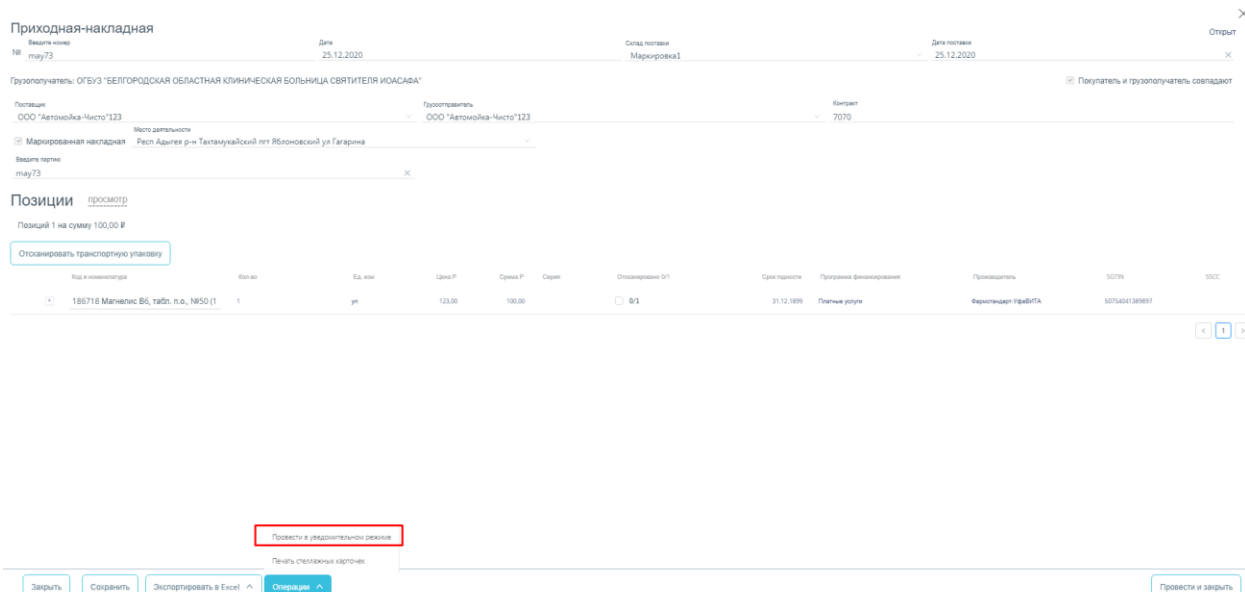 Приходная-накладная
Открыт
Введите номер Дата Склад поставки Дата поставки
№ may73 25.12.2020 Маркировка1 25.12.2020
Грузополучатель: ОГБУЗ "БЕЛГОРОДСКАЯ ОБЛАСТНАЯ КЛИНИЧЕСКАЯ БОЛЬНИЦА СВЯТИТЕЛЯ ИОАСАФА" Покупатель и грузополучатель совпадают
Поставщик Грузоотправитель Контракт
ООО "Автомойка-Чисто"123 ООО "Автомойка-Чисто"123 7070
Место деятельности
Маркированная накладная Респ Адыгея р-н Тахтамукайский пгт Яблоновский ул Гагарина
Введите партию
may73
Позиции просмотр
Позиций 1 на сумму 100,00 ₽
Отсканировать транспортную упаковку
Код и номенклатура Кол-во Ед. изм Цена Р Сумма Р Серия Отсканировано 0/1 Срок годности Программа финансирования Производитель SGTIN SSCC
186718 Магнелис В6, табл. п.о., №50 (1 1 уп 123,00 100,00 0/1 31.12.1899 Платные услуги Фармстандарт-УфаВИТА 50754041389897
< 1 >
Провести в уведомительном режиме
Печать стеллажных карточек
Закрыть Сохранить Экспортировать в Excel Операции Провести и закрыть